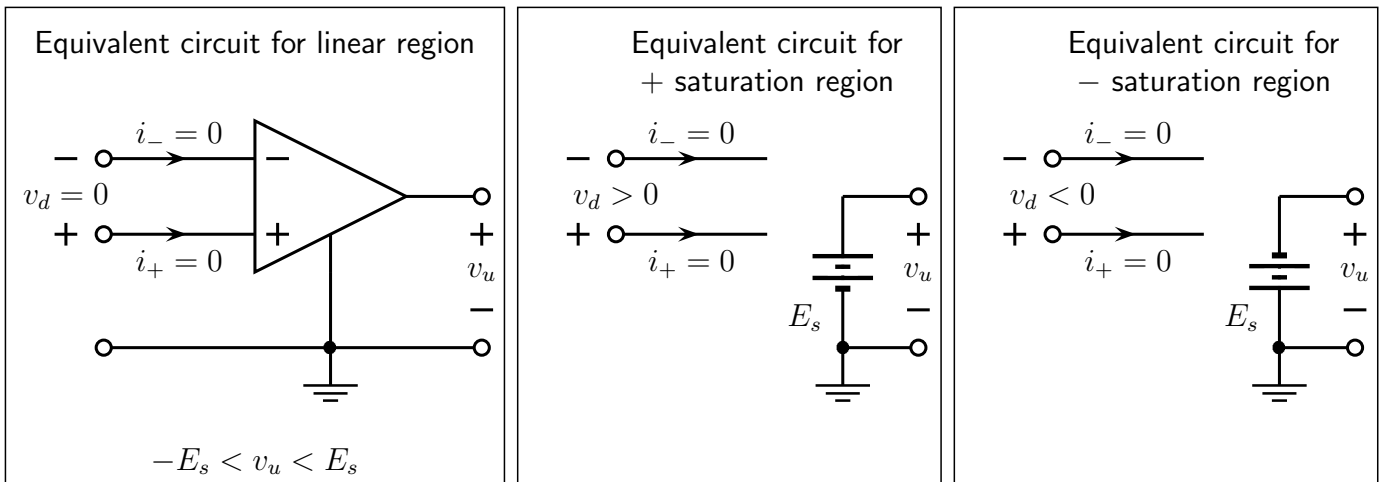 Equivalent circuit for linear region
i₋ = 0
− −
v_d = 0
+ +
i₊ = 0
+
v_u
−
−E_s < v_u < E_s
Equivalent circuit for
+ saturation region
i₋ = 0
−
v_d > 0
+
i₊ = 0
+
v_u
−
E_s
Equivalent circuit for
− saturation region
i₋ = 0
−
v_d < 0
+
i₊ = 0
+
v_u
−
E_s